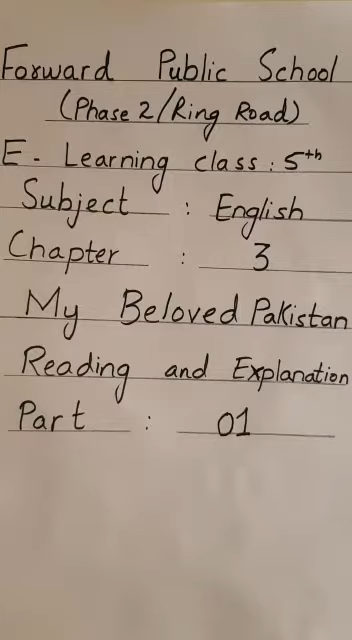 Forward Public School
(Phase 2/Ring Road)
E. Learning class : 5th
Subject : English
Chapter : 3
My Beloved Pakistan
Reading and Explanation
Part : 01